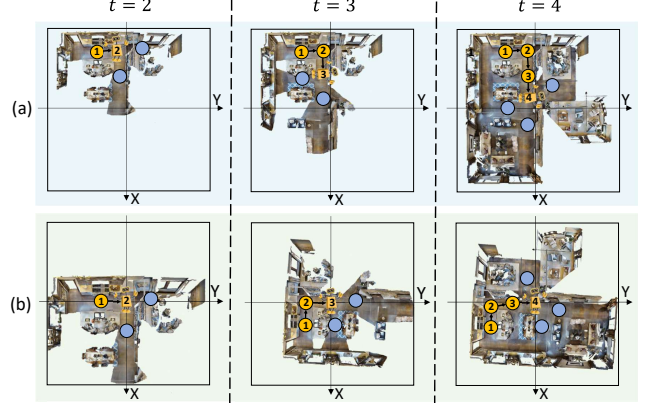 t = 2 t = 3 t = 4
(a)
1 2 Y X
1 2 3 Y X
1 2 3 4 Y X
(b)
1 2 Y X
2 3 1 Y X
2 3 4 1 Y X